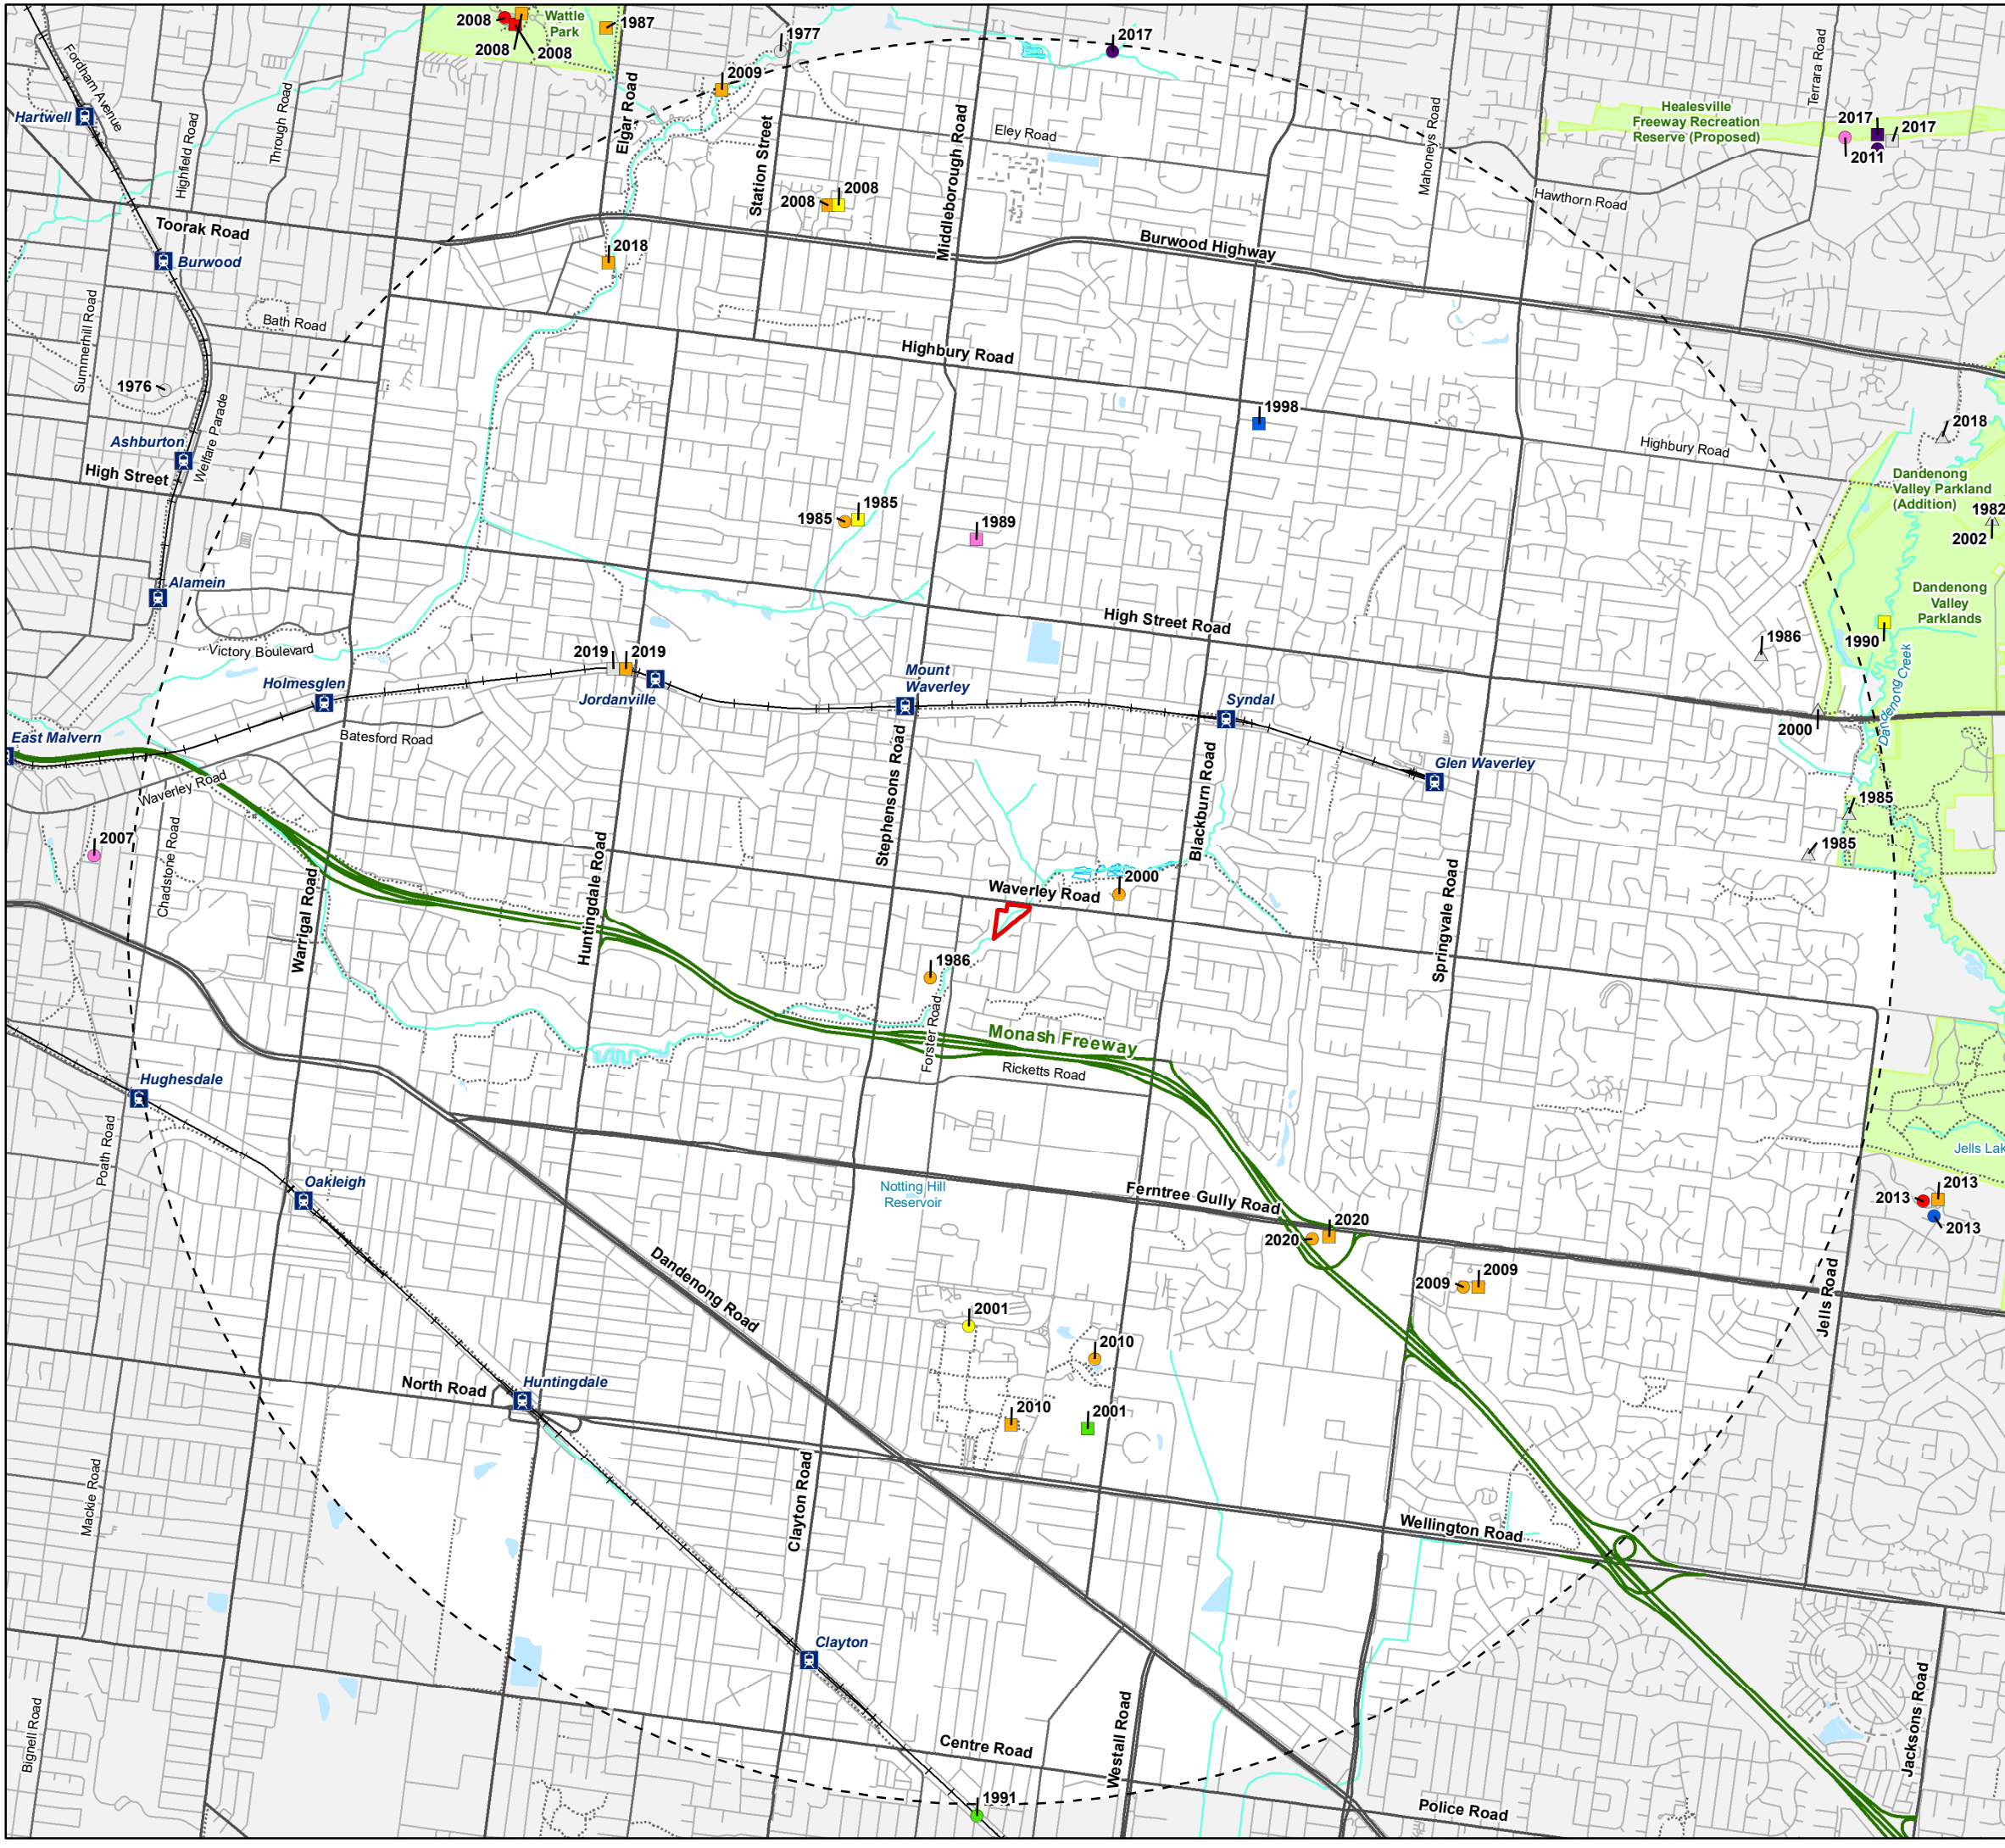 2008
Wattle
Park
1987
2008
2008
1977
2017
2009
Fordham Avenue
Hartwell
Highfield Road
Through Road
Elgar Road
Station Street
Middleborough Road
Eley Road
Mahoneys Road
Terrara Road
Healesville
Freeway Recreation
Reserve (Proposed)
2017
2017
2011
Hawthorn Road
2008
2008
Toorak Road
Burwood
2018
Burwood Highway
Summerhill Road
Bath Road
Highbury Road
1976
Welfare Parade
Ashburton
High Street
1998
Highbury Road
2018
Dandenong
Valley Parkland
(Addition)
1982
2002
1985
1985
1989
Alamein
Dandenong
Valley
Parklands
High Street Road
1986
1990
Victory Boulevard
2019
2019
Holmesglen
Jordanville
Mount
Waverley
Syndal
Dandenong Creek
2000
East Malvern
Batesford Road
Glen Waverley
Waverley Road
Stephensons Road
Blackburn Road
1985
1985
2007
Chadstone Road
Warrigal Road
Huntingdale Road
2000
Waverley Road
Springvale Road
1986
Forster Road
Monash Freeway
Ricketts Road
Hughesdale
Poath Road
Jells Lak
Oakleigh
Notting Hill
Reservoir
Ferntree Gully Road
2013
2013
2013
2020
2020
Dandenong Road
2009
2009
Jells Road
2001
2010
North Road
Huntingdale
2010
2001
Mackie Road
Clayton Road
Wellington Road
Clayton
Bignell Road
Centre Road
Westall Road
Jacksons Road
1991
Police Road